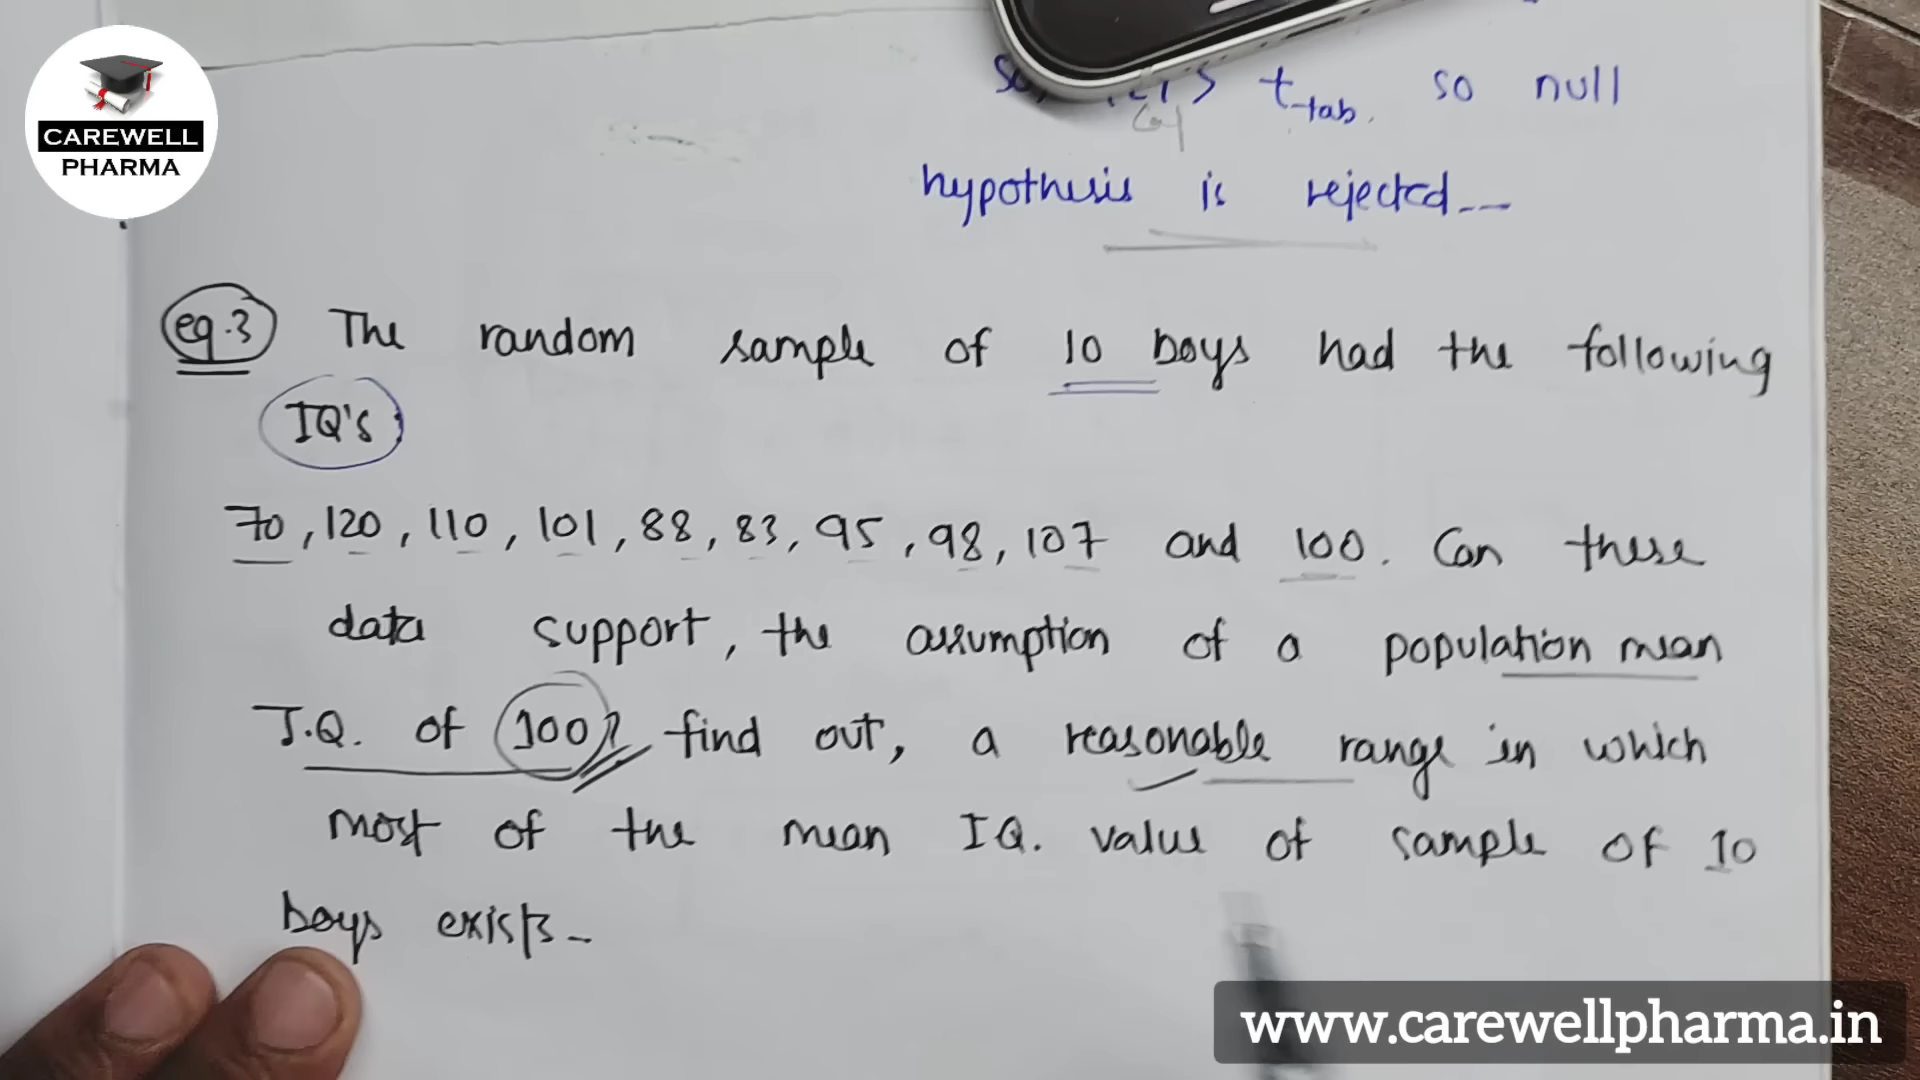 CAREWELL
PHARMA
t tab. so null
hypothesis is rejected--
eg.3 The random sample of 10 boys had the following
IQ's:
70, 120, 110, 101, 88, 83, 95, 98, 107 and 100. Can these
data support, the assumption of a population mean
I.Q. of 100? find out, a reasonable range in which
most of the mean IQ. value of sample of 10
boys exists-
www.carewellpharma.in